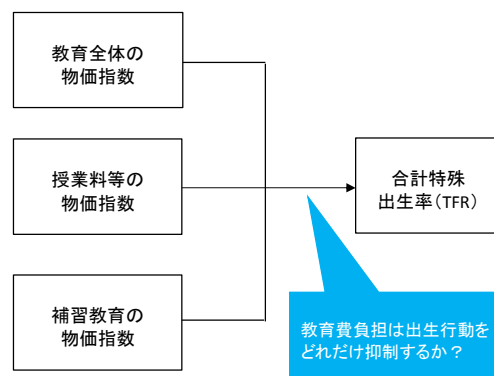 教育全体の
物価指数
授業料等の
物価指数
合計特殊
出生率（TFR）
補習教育の
物価指数
教育費負担は出生行動を
どれだけ抑制するか？